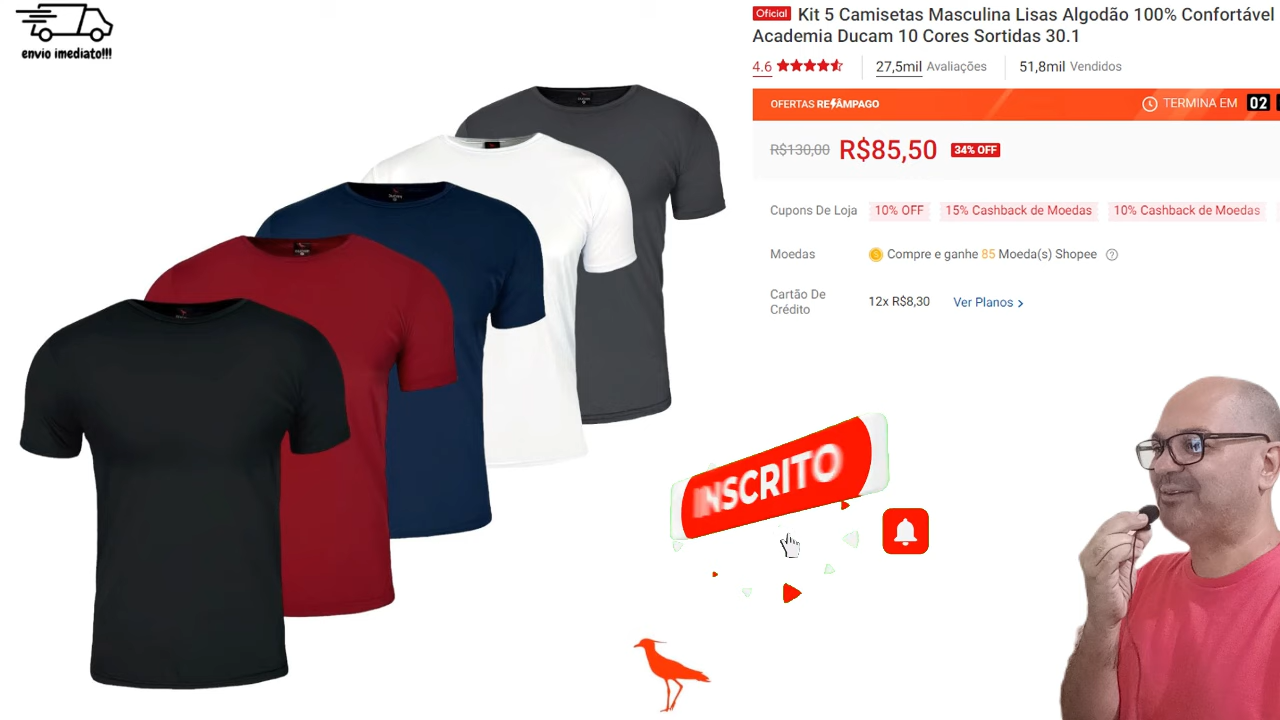 envio imediato!!!
Oficial Kit 5 Camisetas Masculina Lisas Algodão 100% Confortável
Academia Ducam 10 Cores Sortidas 30.1
4.6 27,5mil Avaliações 51,8mil Vendidos
OFERTAS RELÂMPAGO TERMINA EM 02
R$130,00 R$85,50 34% OFF
Cupons De Loja 10% OFF 15% Cashback de Moedas 10% Cashback de Moedas
Moedas Compre e ganhe 85 Moeda(s) Shopee ?
Cartão De
Crédito
12x R$8,30 Ver Planos
INSCRITO